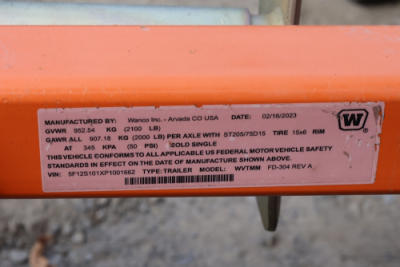 MANUFACTURED BY: Wanco Inc. - Arvada CO USA DATE: 02/16/2023
GVWR 952.54 KG (2100 LB)
GAWR ALL 907.18 KG (2000 LB) PER AXLE WITH ST205/75D15 TIRE 15x6 RIM
AT 345 KPA (50 PSI) COLD SINGLE
THIS VEHICLE CONFORMS TO ALL APPLICABLE US FEDERAL MOTOR VEHICLE SAFETY
STANDARDS IN EFFECT ON THE DATE OF MANUFACTURE SHOWN ABOVE.
VIN: 5F12S101XP1001662 TYPE: TRAILER MODEL: WVTMM FD-304 REV A
W